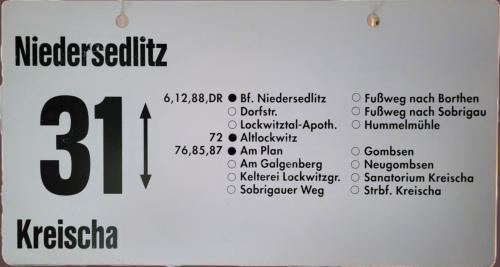 Niedersedlitz
31
6,12,88,DR ● Bf. Niedersedlitz
○ Dorfstr.
○ Lockwitztal-Apoth.
72 ● Altlockwitz
76,85,87 ● Am Plan
○ Am Galgenberg
○ Kelterei Lockwitzgr.
○ Sobrigauer Weg
○ Fußweg nach Borthen
○ Fußweg nach Sobrigau
○ Hummelmühle
○ Gombsen
○ Neugombsen
○ Sanatorium Kreischa
○ Strbf. Kreischa
Kreischa